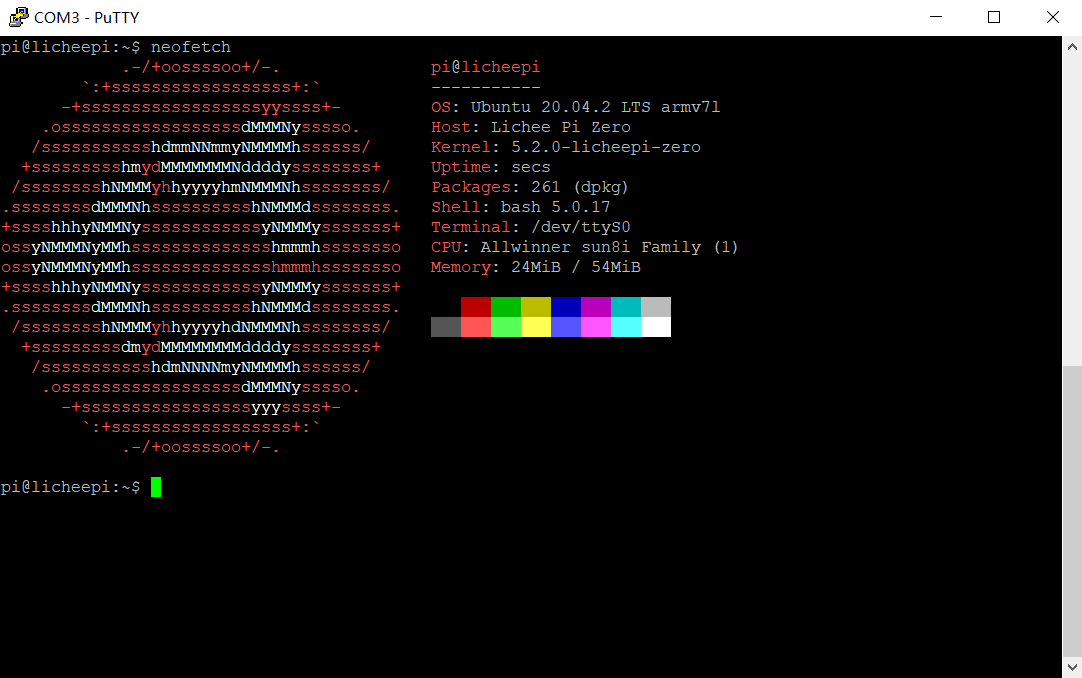 COM3 - PuTTY
pi@licheepi:~$ neofetch
.-/+oossssoo+/-.
`:+ssssssssssssssssss+:`
-+ssssssssssssssssssyyssss+-
.ossssssssssssssssssdMMMNysssso.
/ssssssssssshdmmNNmmyNMMMMhssssss/
+ssssssssshmydMMMMMMMNddddyssssssss+
/sssssssshNMMMyhhyyyyhmNMMMNhssssssss/
.ssssssssdMMMNhsssssssssshNMMMdssssssss.
+sssshhhyNMMNyssssssssssssyNMMMysssssss+
ossyNMMMNyMMhsssssssssssssshmmmhssssssso
ossyNMMMNyMMhsssssssssssssshmmmhssssssso
+sssshhhyNMMNyssssssssssssyNMMMysssssss+
.ssssssssdMMMNhsssssssssshNMMMdssssssss.
/sssssssshNMMMyhhyyyyhdNMMMNhssssssss/
+sssssssssdmydMMMMMMMMddddyssssssss+
/ssssssssssshdmNNNNmyNMMMMhssssss/
.ossssssssssssssssssdMMMNysssso.
-+sssssssssssssssssyyyssss+-
`:+ssssssssssssssssss+:`
.-/+oossssoo+/-.
pi@licheepi
-----------
OS: Ubuntu 20.04.2 LTS armv7l
Host: Lichee Pi Zero
Kernel: 5.2.0-licheepi-zero
Uptime: secs
Packages: 261 (dpkg)
Shell: bash 5.0.17
Terminal: /dev/ttyS0
CPU: Allwinner sun8i Family (1)
Memory: 24MiB / 54MiB
pi@licheepi:~$